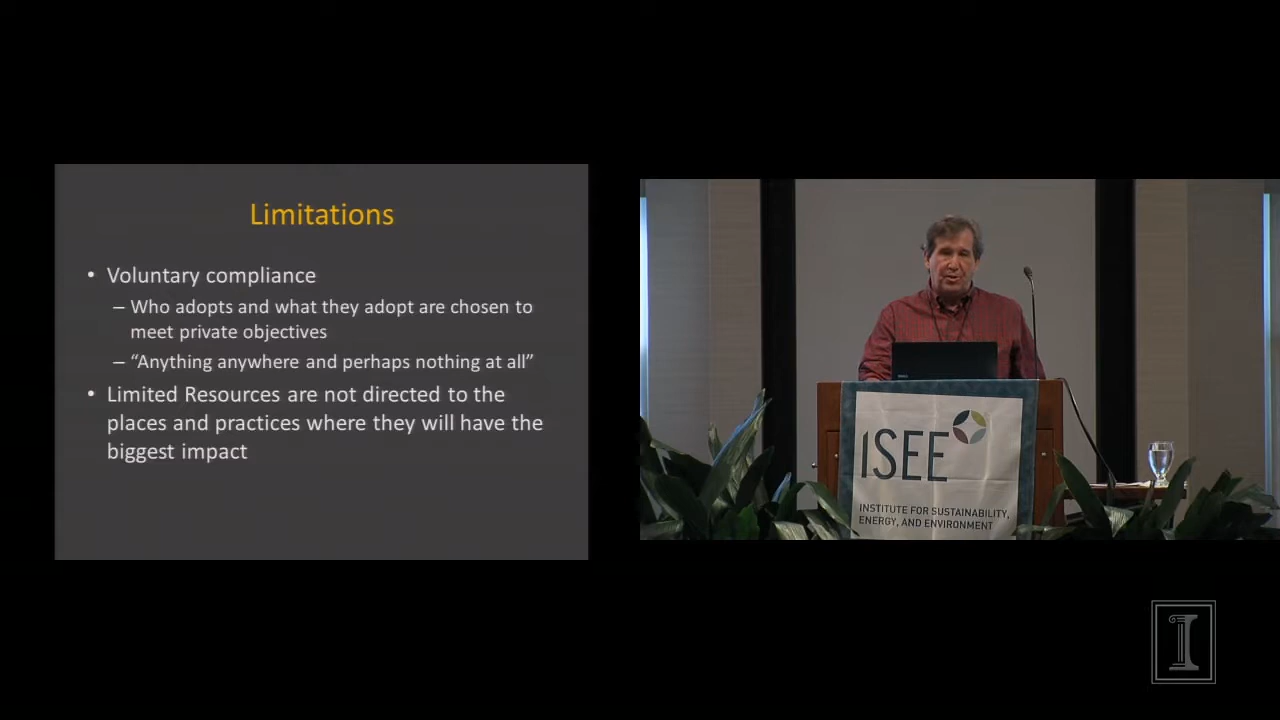 Limitations
• Voluntary compliance
– Who adopts and what they adopt are chosen to
meet private objectives
– “Anything anywhere and perhaps nothing at all”
• Limited Resources are not directed to the
places and practices where they will have the
biggest impact
ISEE
INSTITUTE FOR SUSTAINABILITY,
ENERGY, AND ENVIRONMENT
I